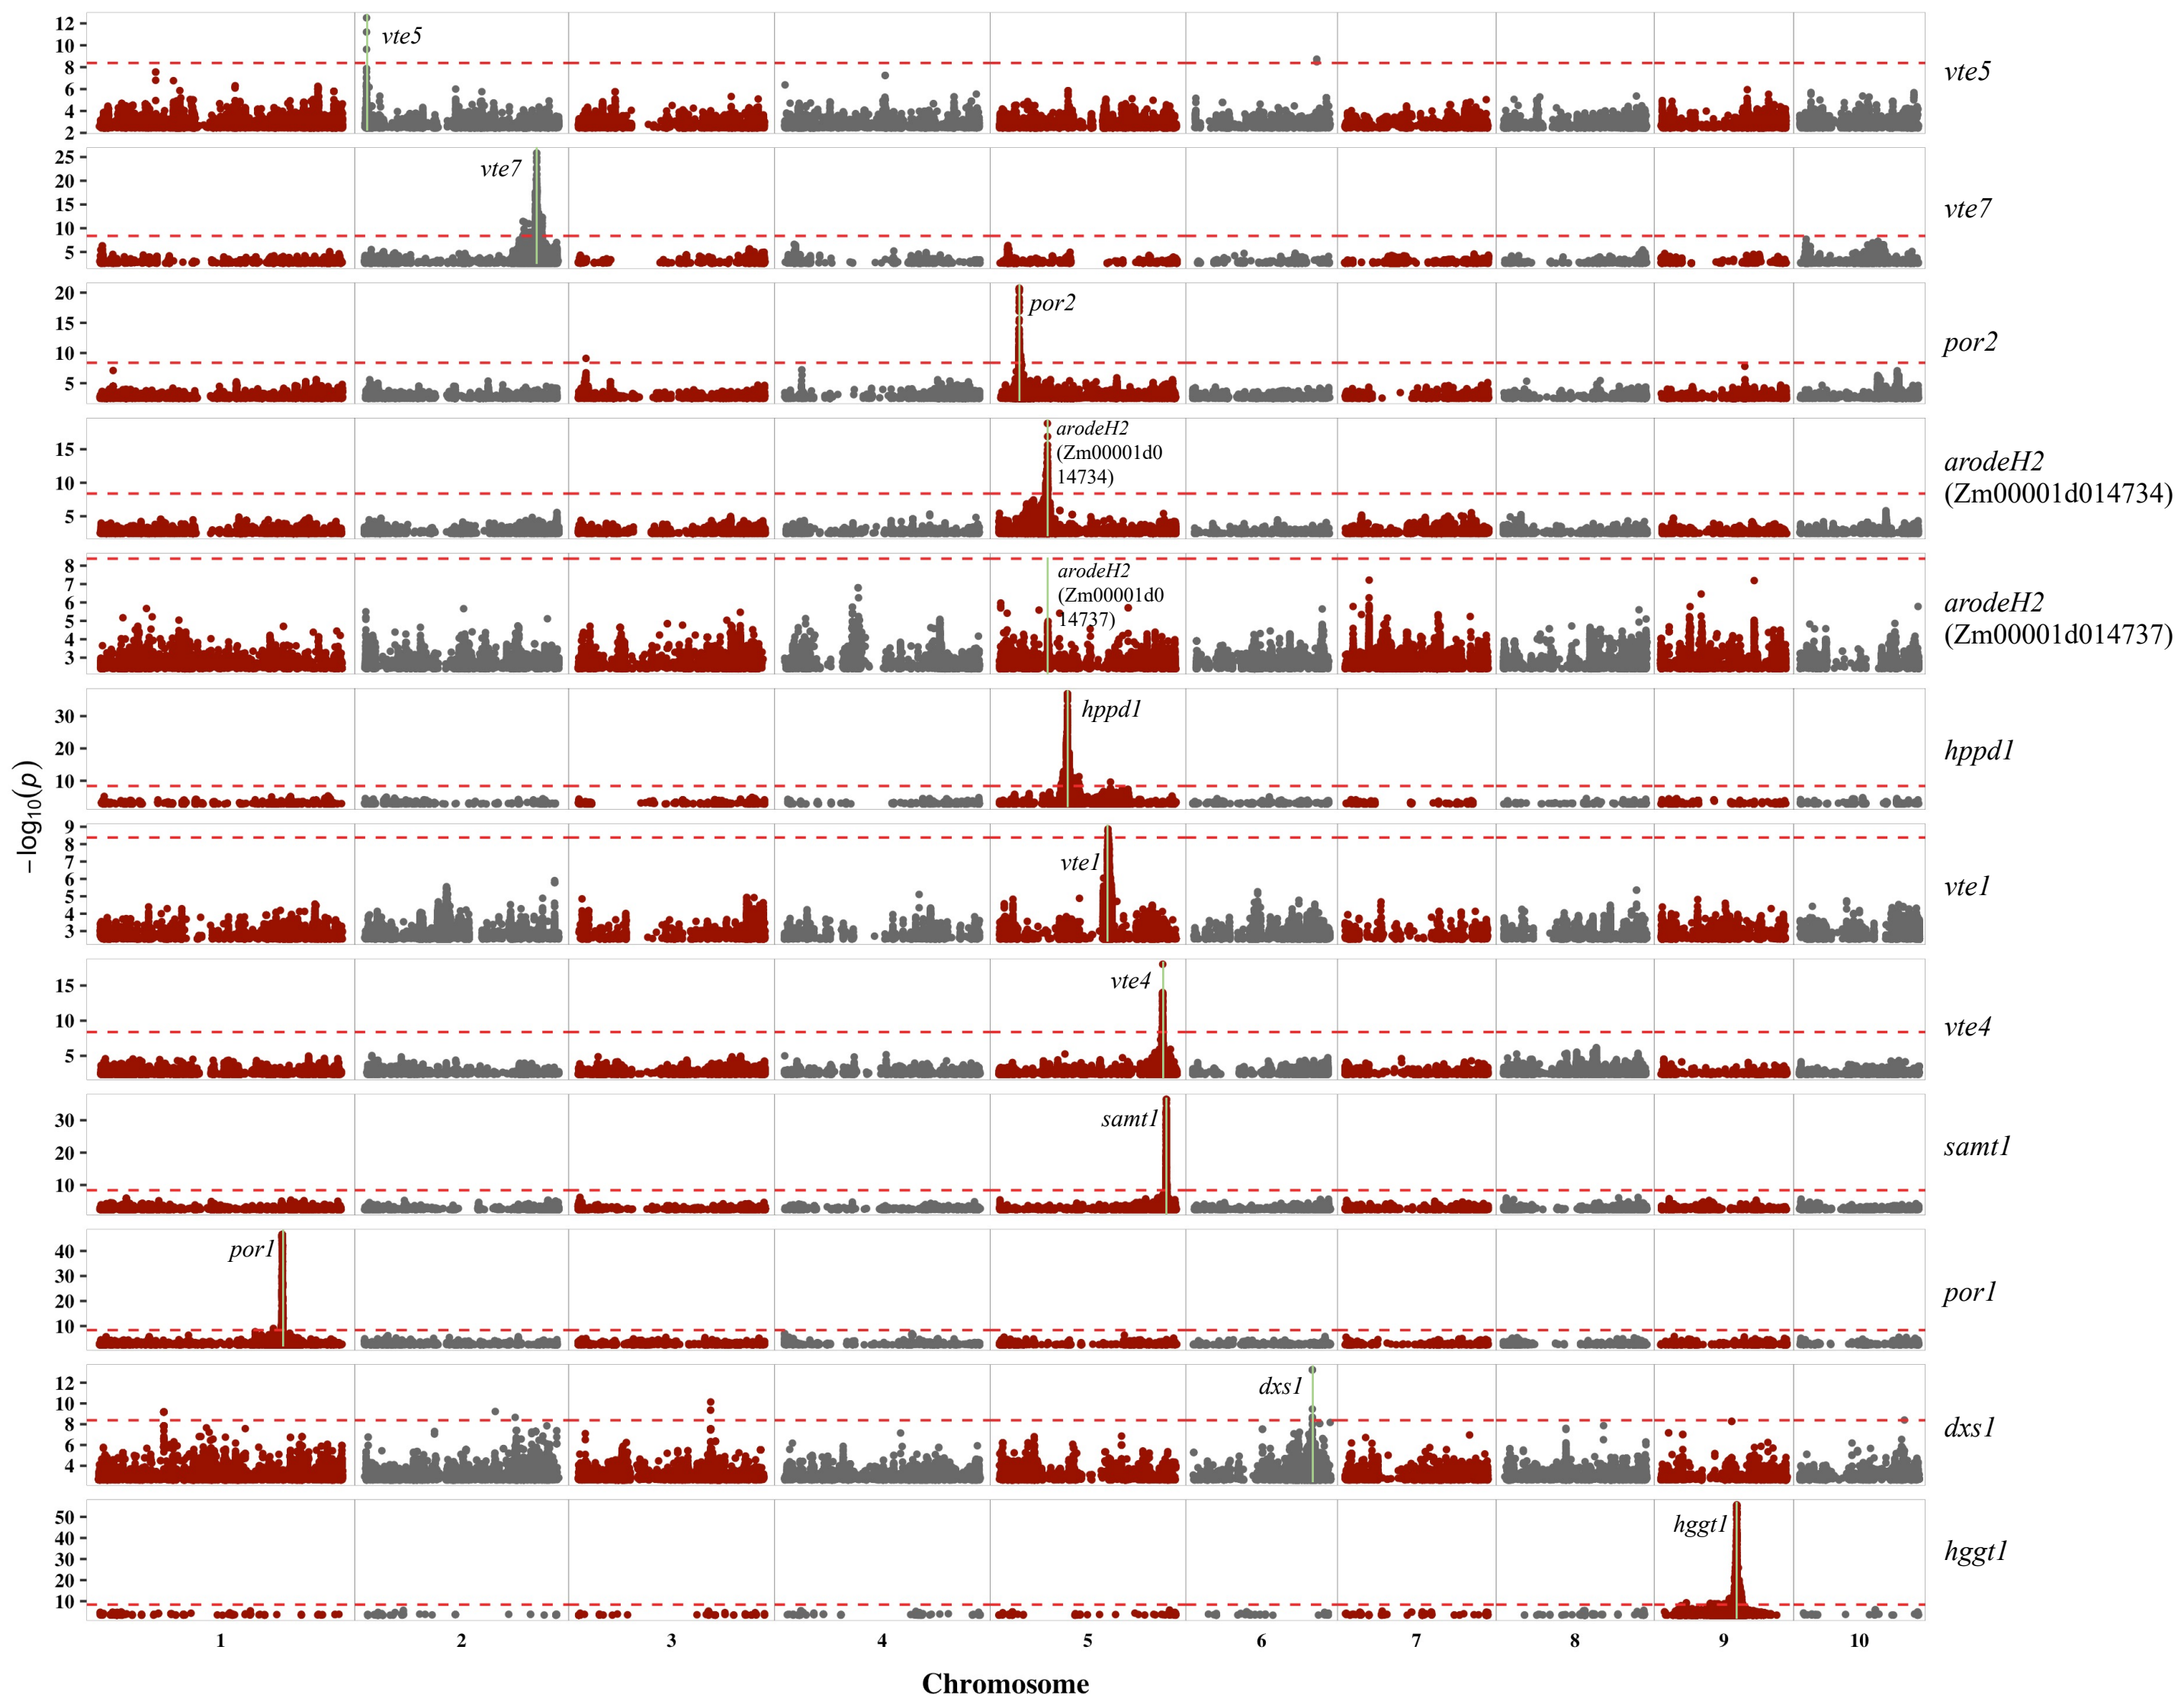 12
10
8
6
4
2
vte5
vte5
25
20
15
10
5
vte7
vte7
20
15
10
5
por2
por2
15
10
5
arodeH2
(Zm00001d0
14734)
arodeH2
(Zm00001d014734)
8
7
6
5
4
3
arodeH2
(Zm00001d0
14737)
arodeH2
(Zm00001d014737)
30
20
10
hppd1
hppd1
−log10(p)
9
8
7
6
5
4
3
vte1
vte1
15
10
5
vte4
vte4
30
20
10
samt1
samt1
40
30
20
10
por1
por1
12
10
8
6
4
dxs1
dxs1
50
40
30
20
10
hggt1
hggt1
1 2 3 4 5 6 7 8 9 10
Chromosome